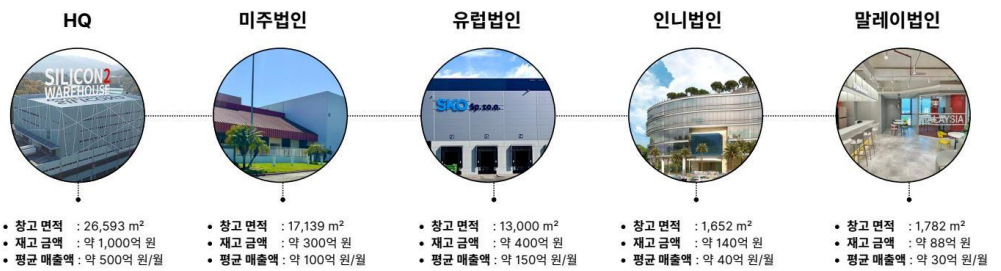 HQ
미주법인
유럽법인
인니법인
말레이법인
SILICON2
WAREHOUSE
SKO Sp. z o.o.
MALAYSIA
• 창고 면적 : 26,593 m²
• 재고 금액 : 약 1,000억 원
• 평균 매출액 : 약 500억 원/월
• 창고 면적 : 17,139 m²
• 재고 금액 : 약 300억 원
• 평균 매출액 : 약 100억 원/월
• 창고 면적 : 13,000 m²
• 재고 금액 : 약 400억 원
• 평균 매출액 : 약 150억 원/월
• 창고 면적 : 1,652 m²
• 재고 금액 : 약 140억 원
• 평균 매출액 : 약 40억 원/월
• 창고 면적 : 1,782 m²
• 재고 금액 : 약 88억 원
• 평균 매출액 : 약 30억 원/월